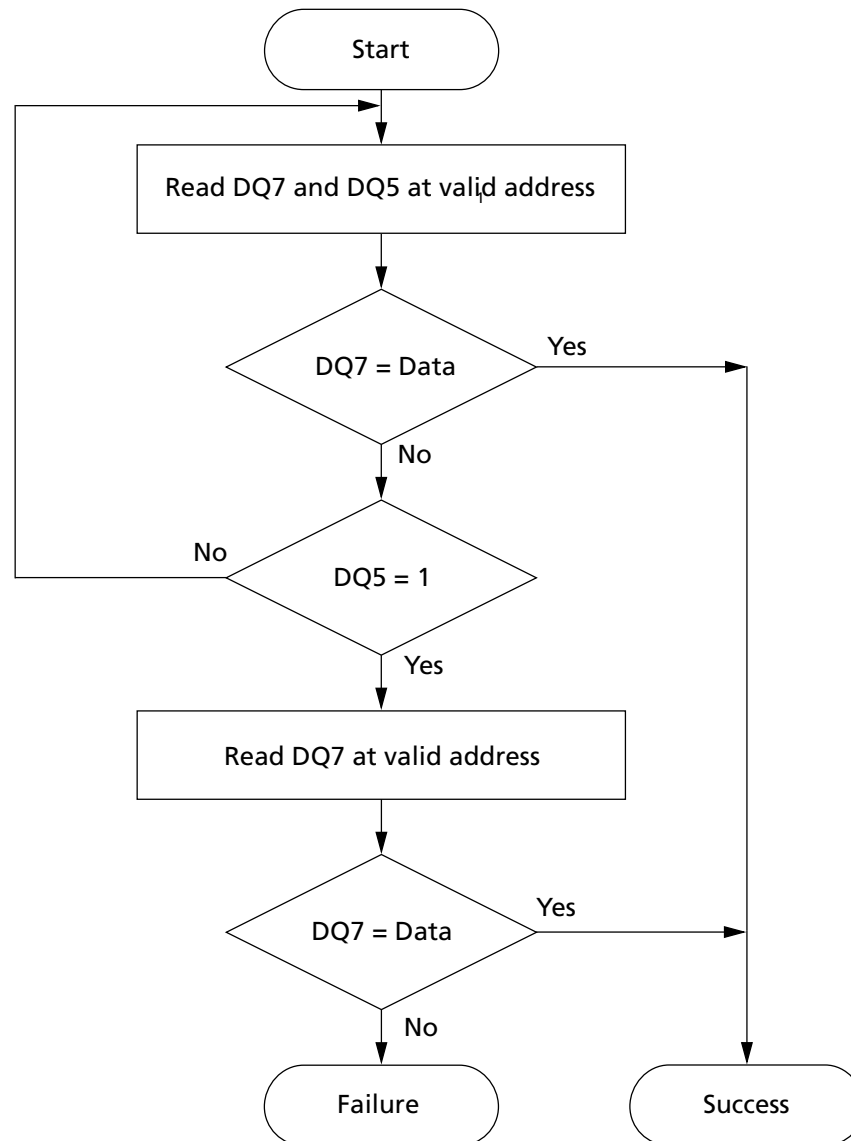 Start
Read DQ7 and DQ5 at valid address
1
DQ7 = Data
Yes
No
No
DQ5 = 1
Yes
Read DQ7 at valid address
DQ7 = Data
Yes
No
Failure
Success